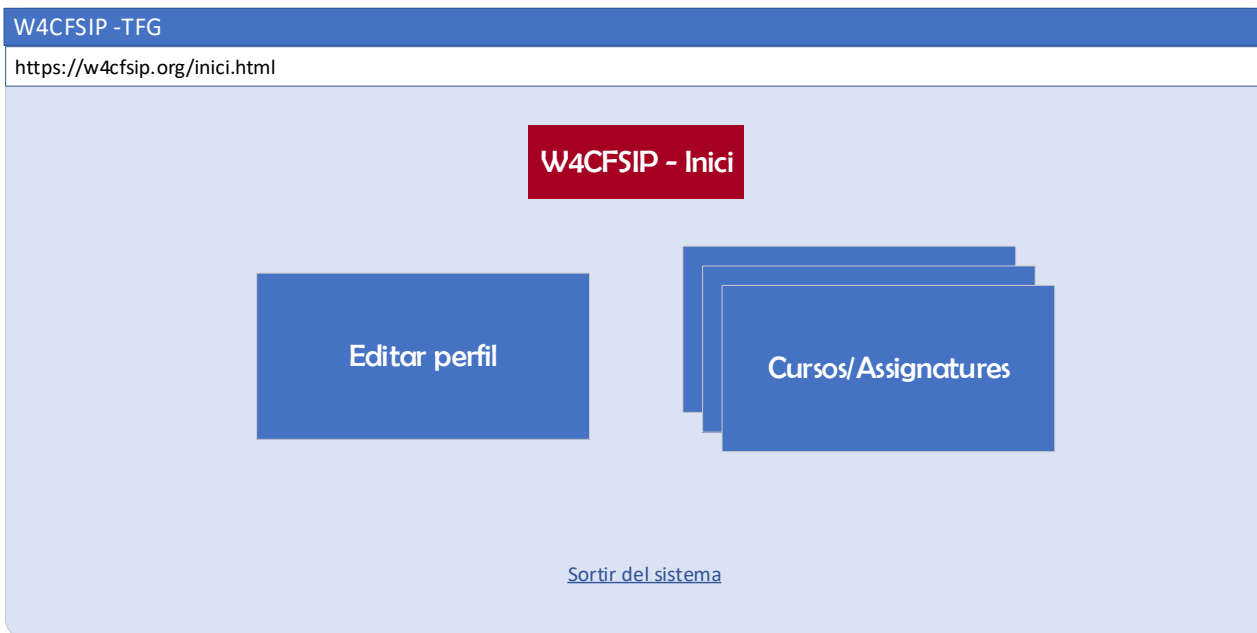 W4CFSIP -TFG
https://w4cfsip.org/inici.html
W4CFSIP - Inici
Editar perfil
Cursos/Assignatures
Sortir del sistema